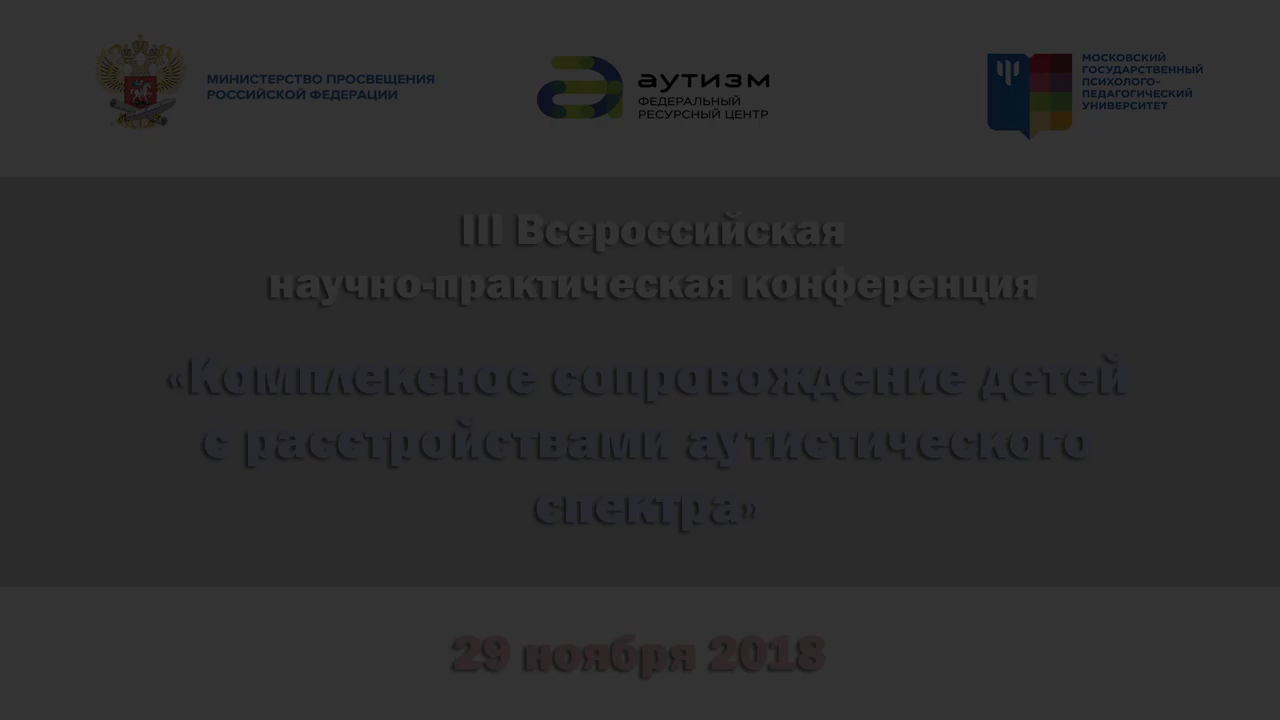 МИНИСТЕРСТВО ПРОСВЕЩЕНИЯ
РОССИЙСКОЙ ФЕДЕРАЦИИ
аутизм
ФЕДЕРАЛЬНЫЙ
РЕСУРСНЫЙ ЦЕНТР
МОСКОВСКИЙ
ГОСУДАРСТВЕННЫЙ
ПСИХОЛОГО-
ПЕДАГОГИЧЕСКИЙ
УНИВЕРСИТЕТ
III Всероссийская
научно-практическая конференция
«Комплексное сопровождение детей
с расстройствами аутистического
спектра»
29 ноября 2018